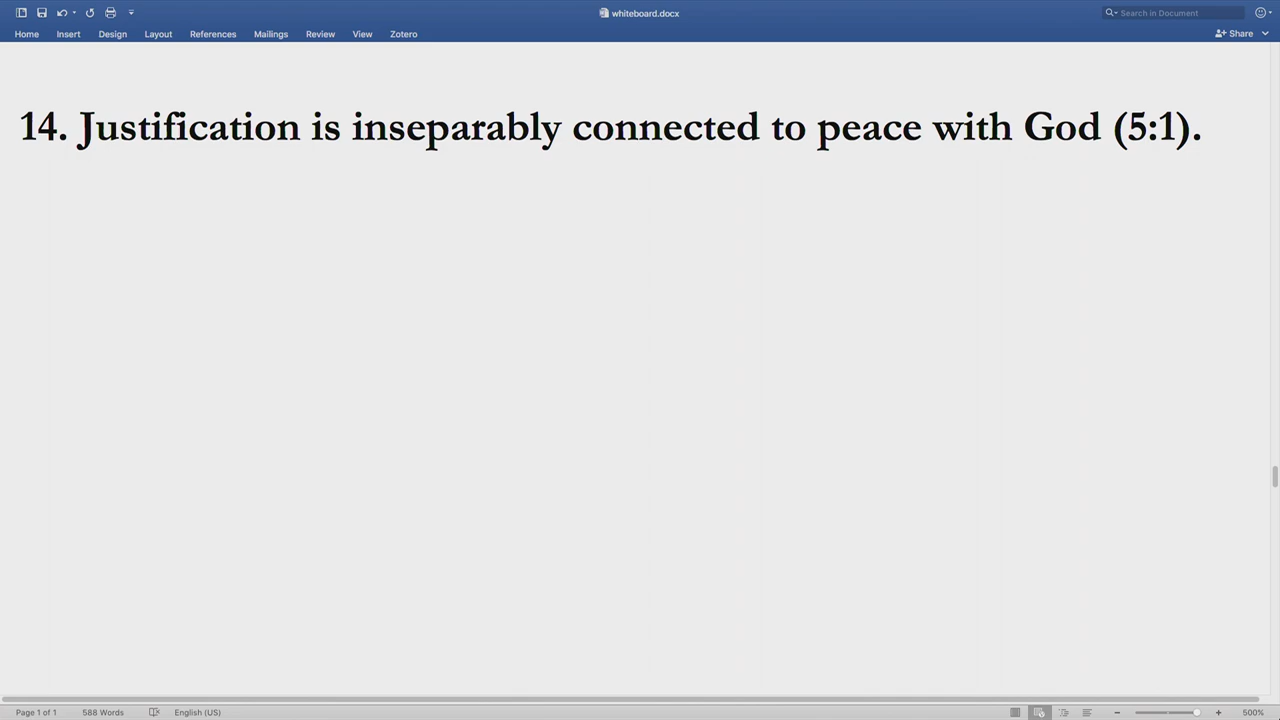 whiteboard.docx
Search in Document
Home Insert Design Layout References Mailings Review View Zotero
Share
14. Justification is inseparably connected to peace with God (5:1).
Page 1 of 1 588 Words English (US) 500%